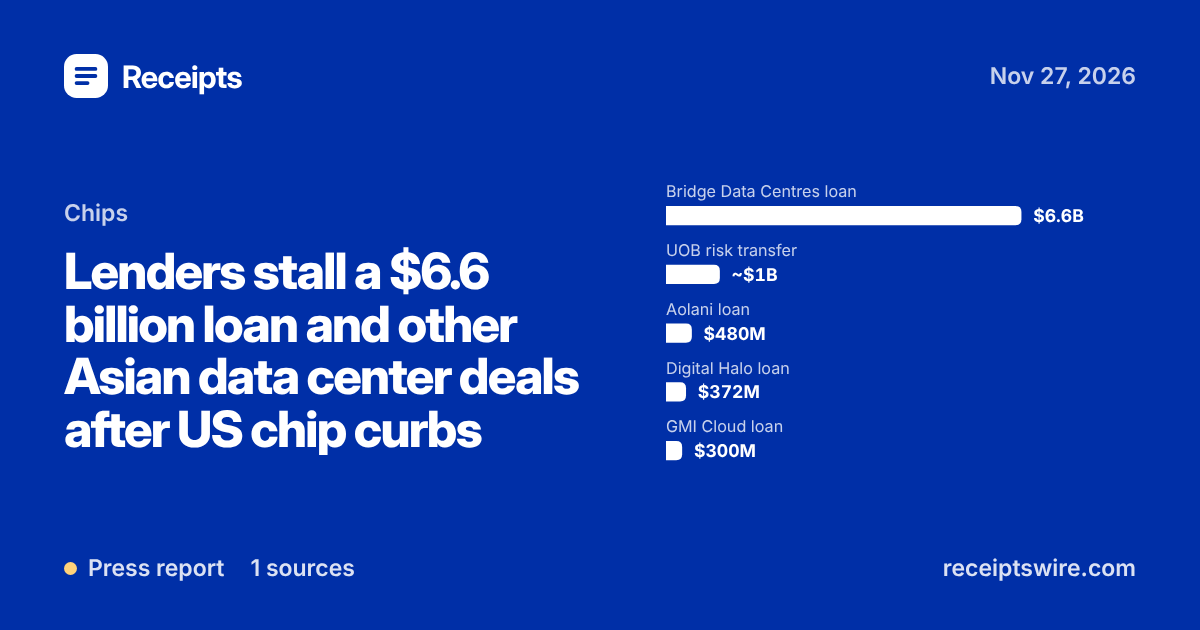 Receipts
Nov 27, 2026
Chips
Lenders stall a $6.6
billion loan and other
Asian data center deals
after US chip curbs
Bridge Data Centres loan
$6.6B
UOB risk transfer
~$1B
Aolani loan
$480M
Digital Halo loan
$372M
GMI Cloud loan
$300M
Press report 1 sources
receiptswire.com